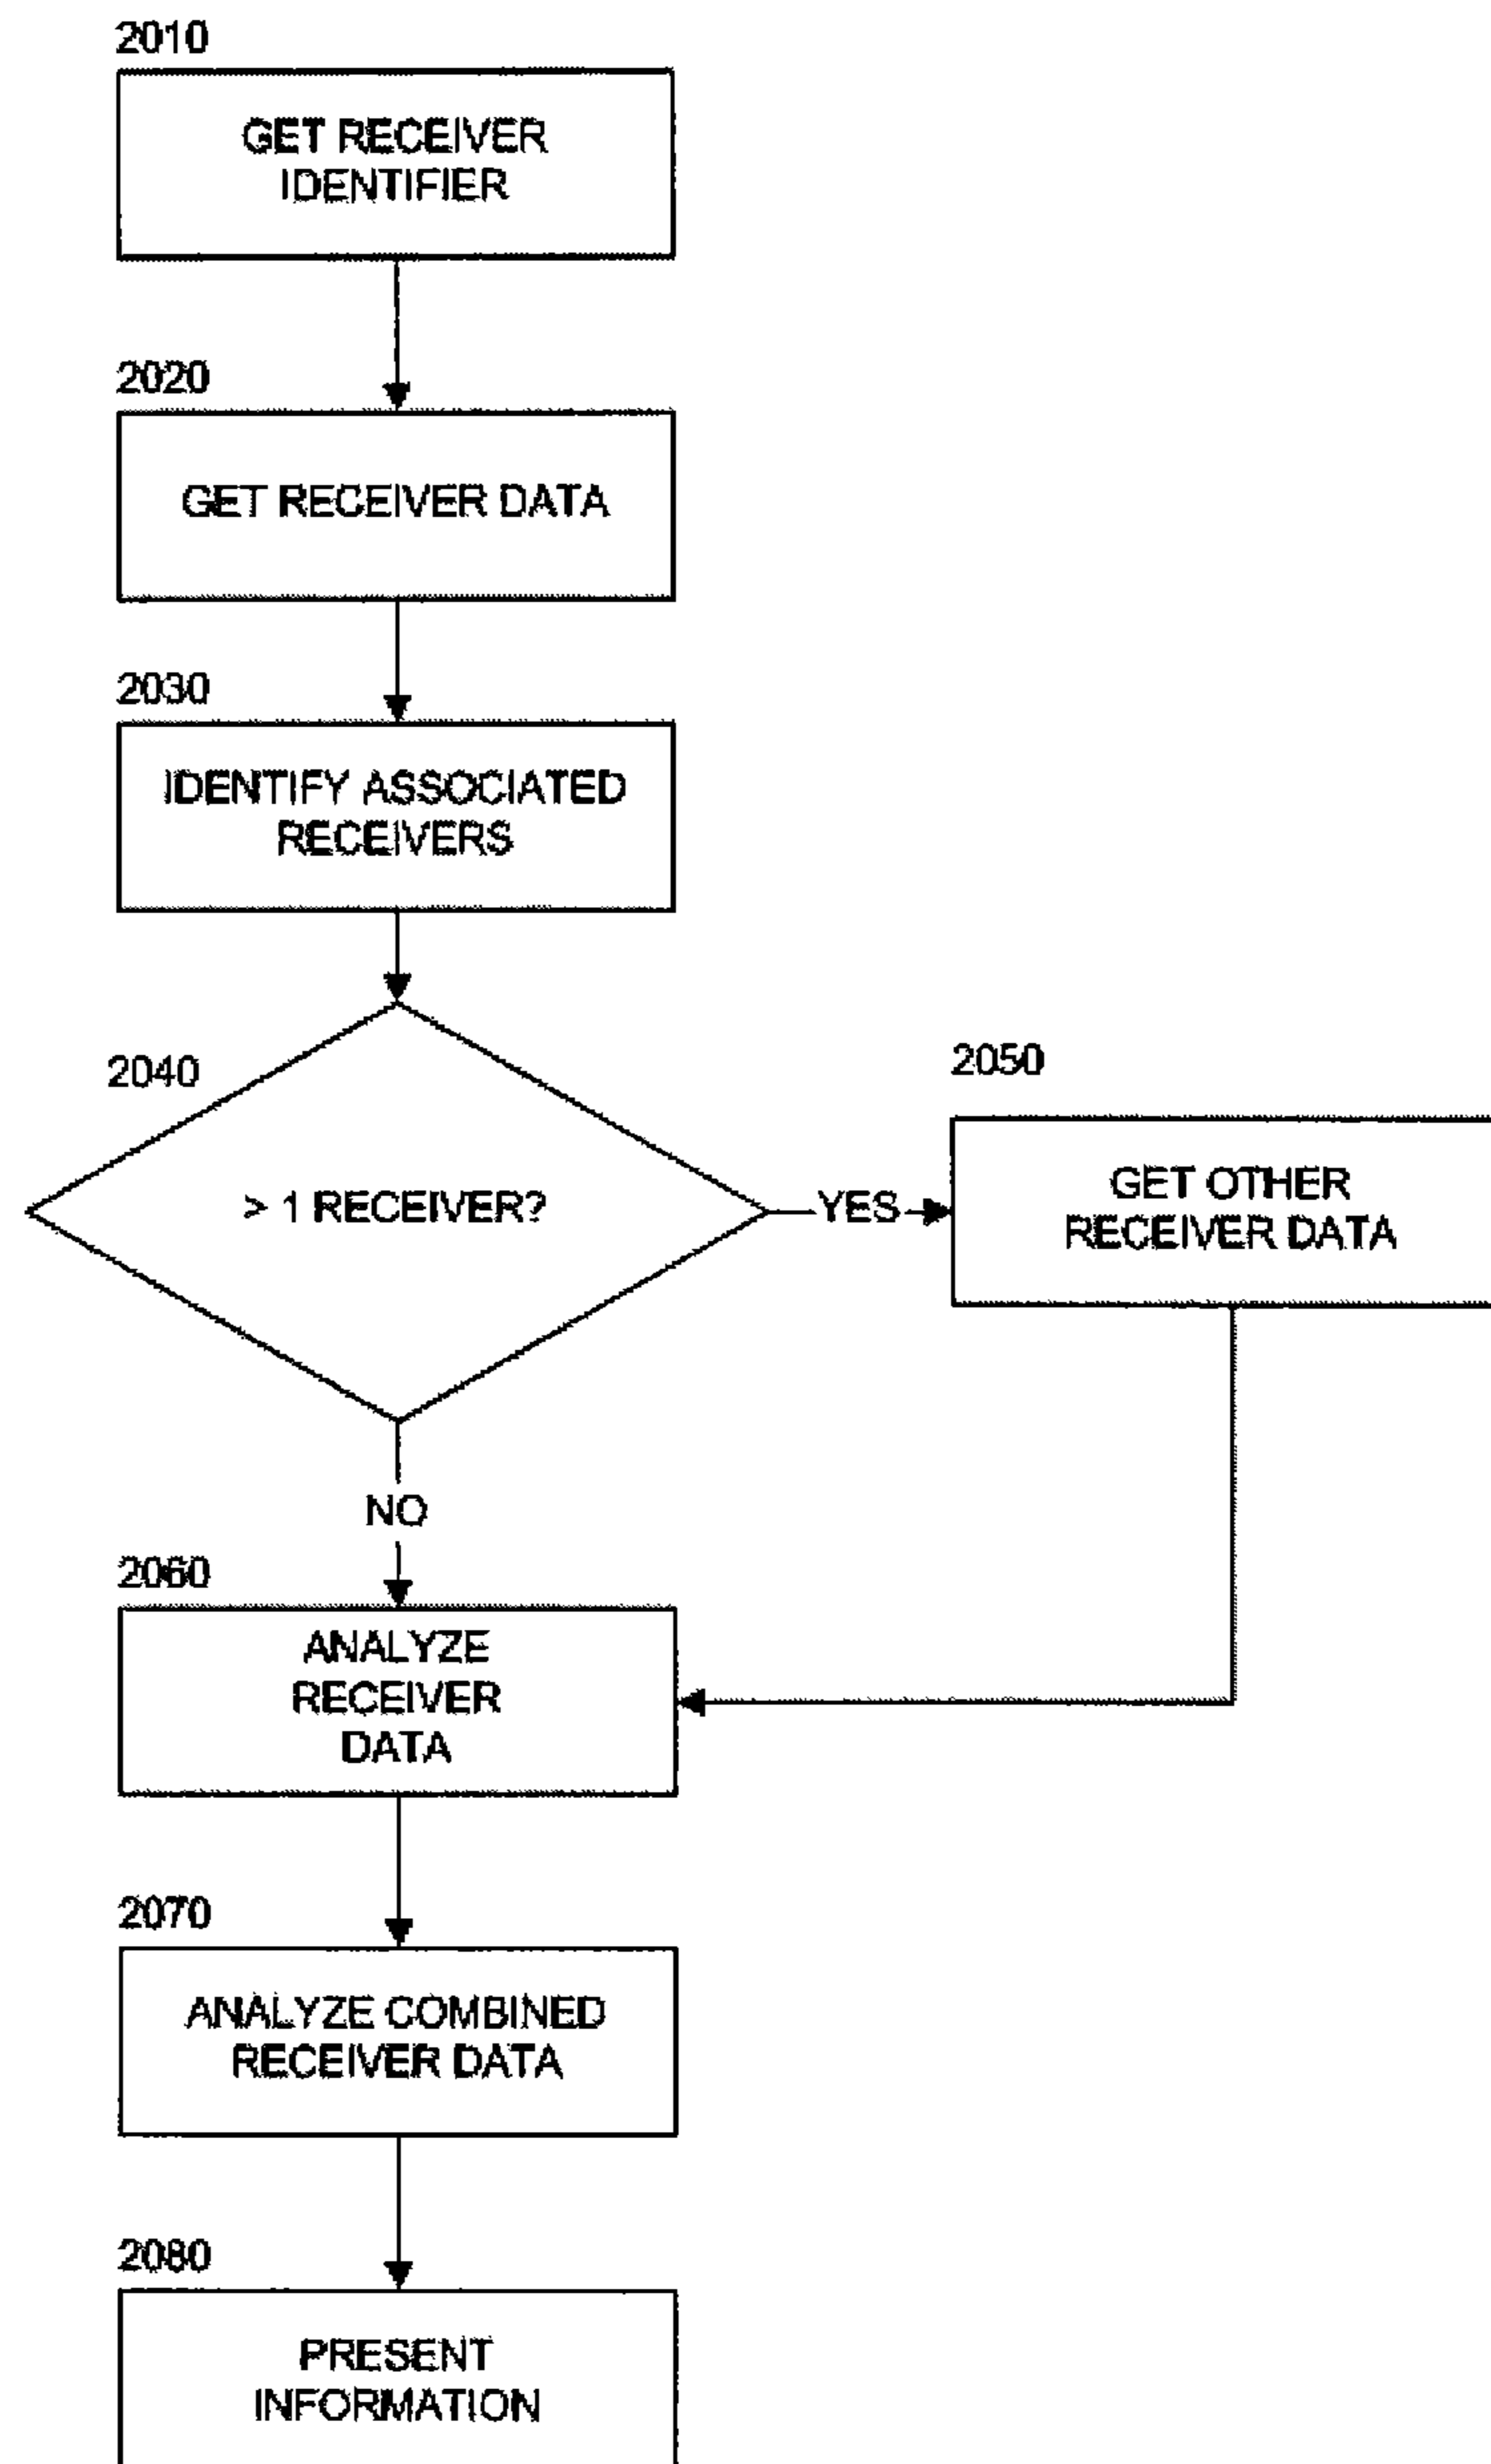 2010
GET RECEIVER
IDENTIFIER
2020
GET RECEIVER DATA
2030
IDENTIFY ASSOCIATED
RECEIVERS
2040
> 1 RECEIVER?
YES
2050
GET OTHER
RECEIVER DATA
NO
2060
ANALYZE
RECEIVER
DATA
2070
ANALYZE COMBINED
RECEIVER DATA
2080
PRESENT
INFORMATION